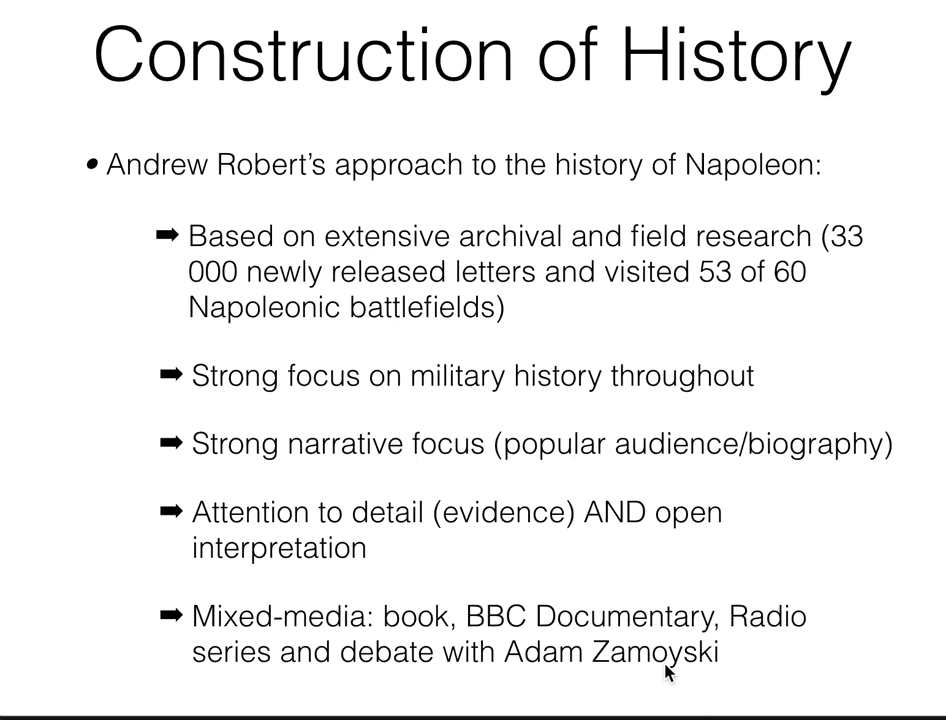 Construction of History
• Andrew Robert’s approach to the history of Napoleon:
➡ Based on extensive archival and field research (33
000 newly released letters and visited 53 of 60
Napoleonic battlefields)
➡ Strong focus on military history throughout
➡ Strong narrative focus (popular audience/biography)
➡ Attention to detail (evidence) AND open
interpretation
➡ Mixed-media: book, BBC Documentary, Radio
series and debate with Adam Zamoyski